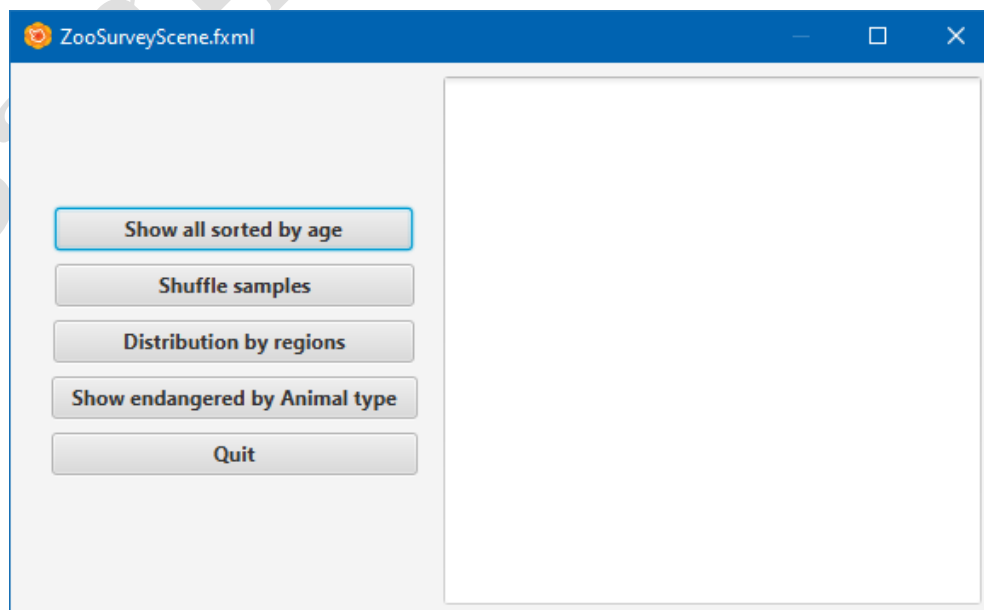 ZooSurveyScene.fxml
Show all sorted by age
Shuffle samples
Distribution by regions
Show endangered by Animal type
Quit